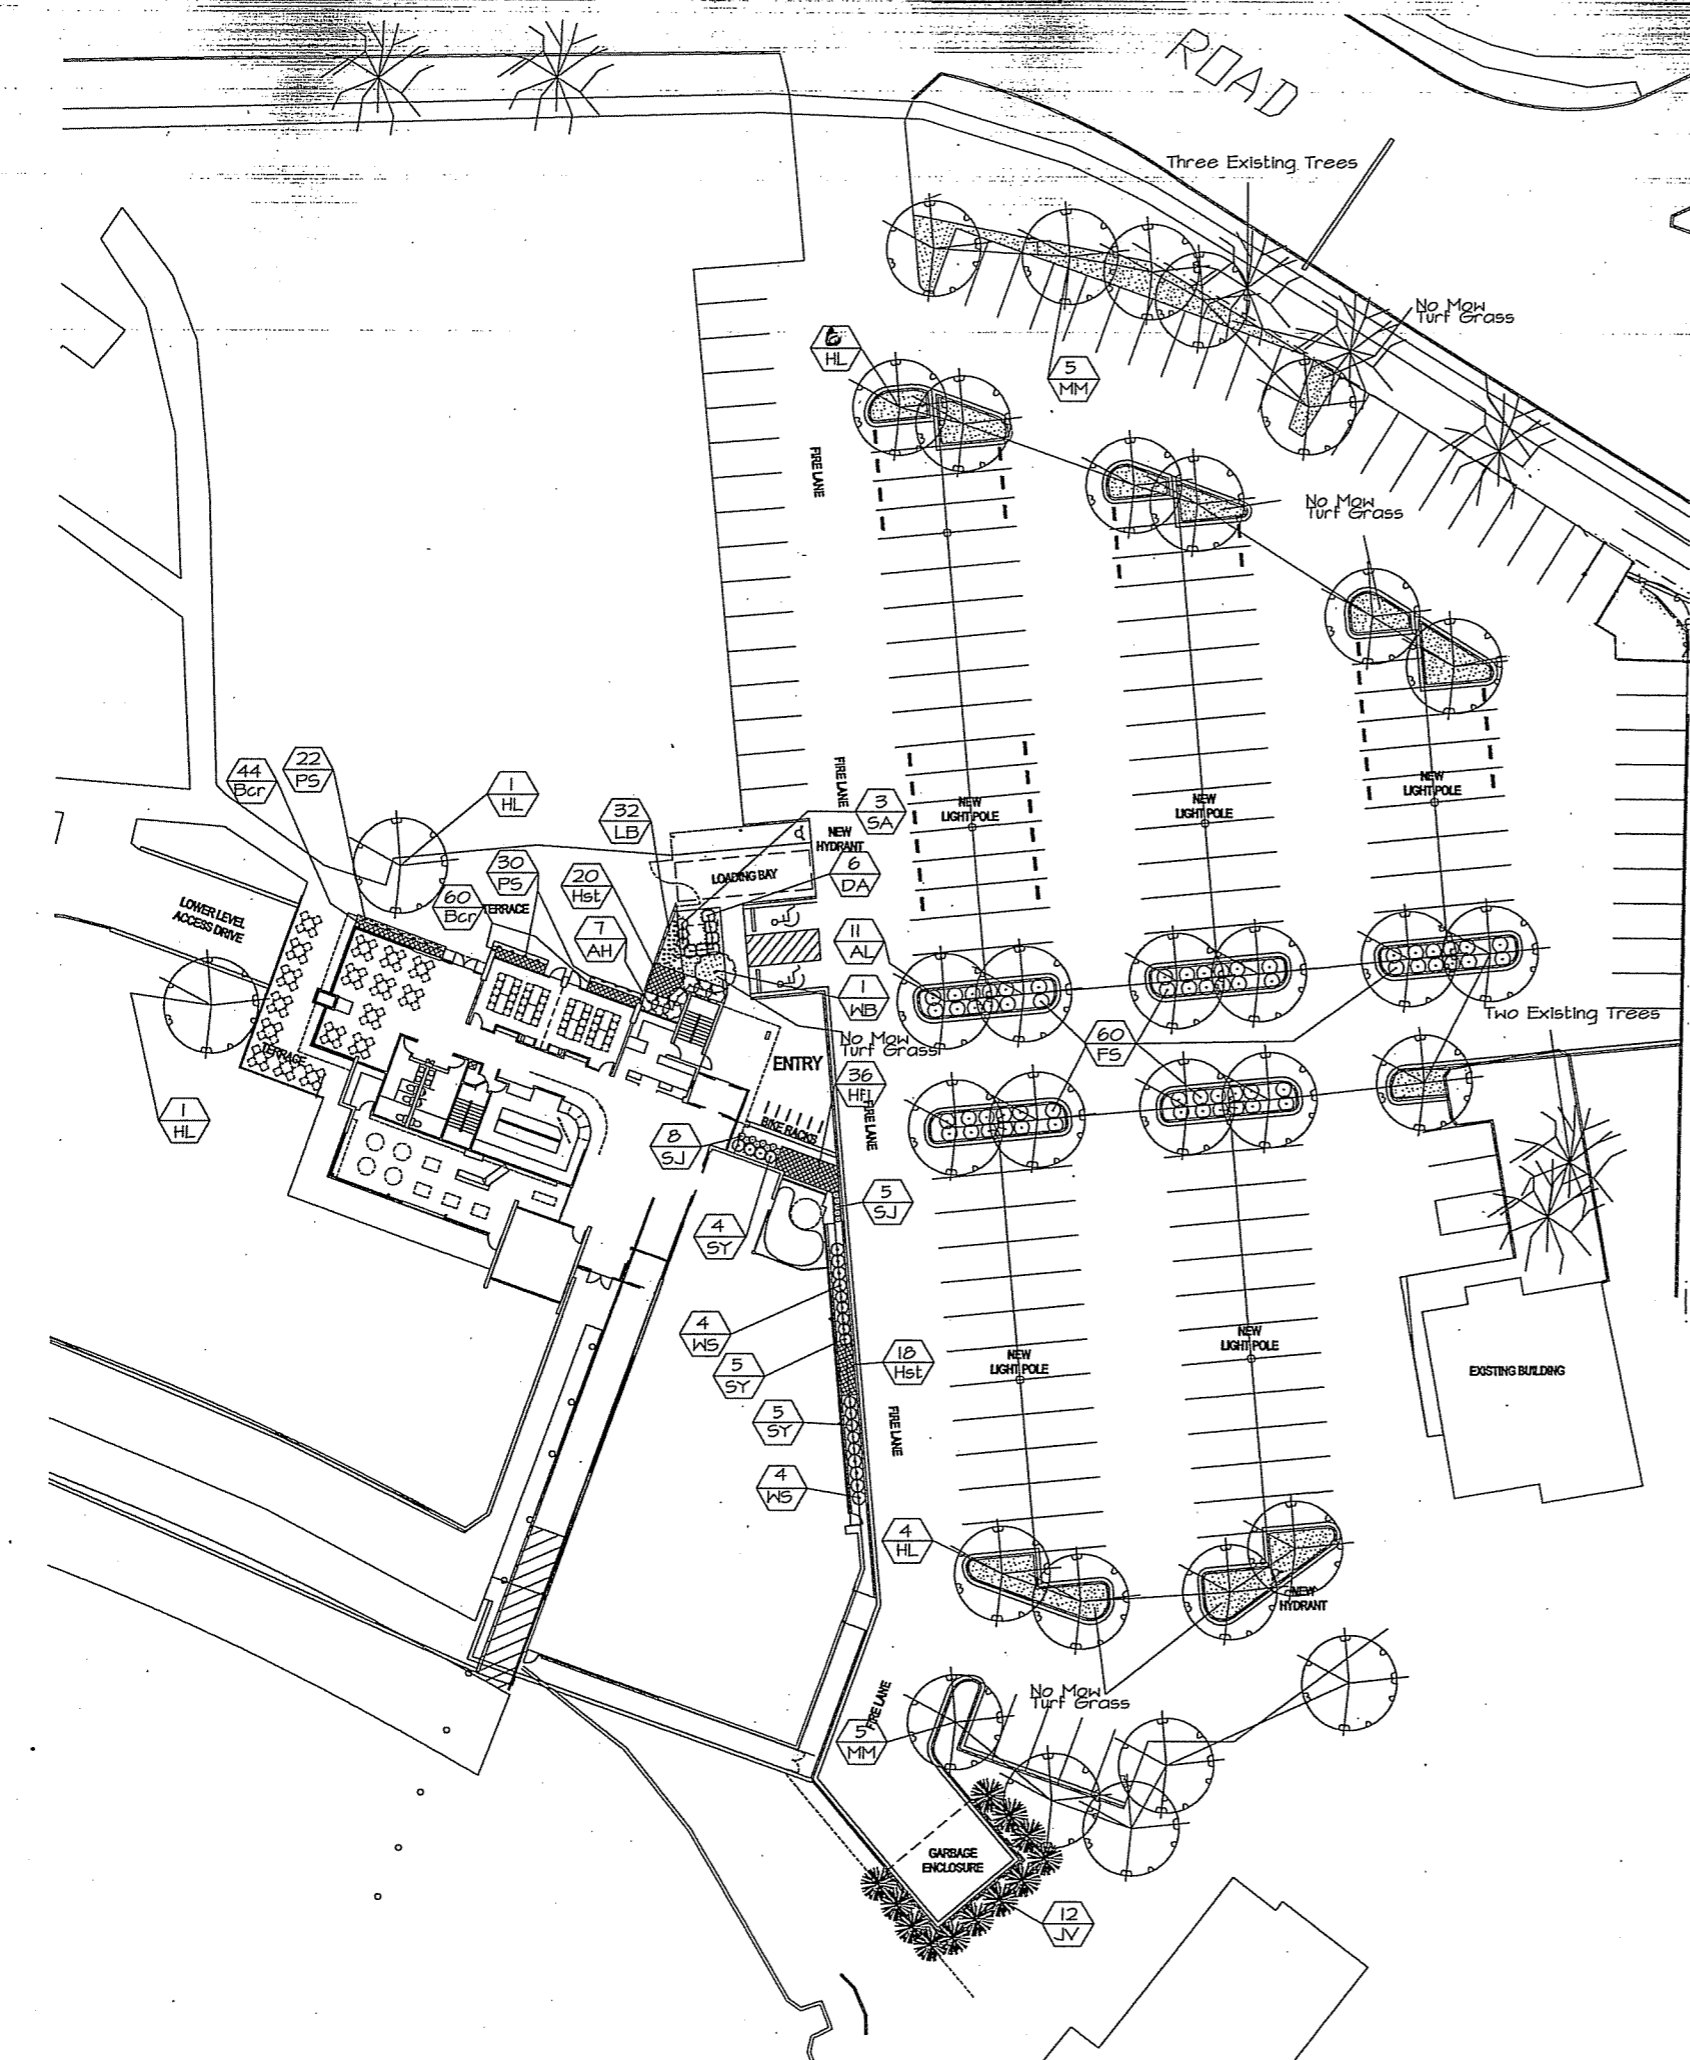 ROAD
Three Existing Trees
No Mow
Turf Grass
6
HL
5
MM
FIRE LANE
No Mow
Turf Grass
44
Bcr
22
PS
1
HL
32
LB
FIRE LANE
3
SA
NEW
HYDRANT
NEW
LIGHT POLE
NEW
LIGHT POLE
NEW
LIGHT POLE
30
PS
20
Hst
LOADING BAY
6
DA
60
Bcr
TERRACE
7
AH
11
AL
LOWER LEVEL
ACCESS DRIVE
1
WB
60
FS
Two Existing Trees
No Mow
Turf Grass
TERRACE
ENTRY
36
FIRE LANE
1
HL
BIKE RACKS
8
SJ
5
SJ
4
SY
4
WS
5
SY
18
Hst
NEW
LIGHT POLE
NEW
LIGHT POLE
EXISTING BUILDING
5
SY
FIRE LANE
4
WS
4
HL
NEW
HYDRANT
No Mow
Turf Grass
FIRE LANE
5
MM
GARBAGE
ENCLOSURE
12
JV